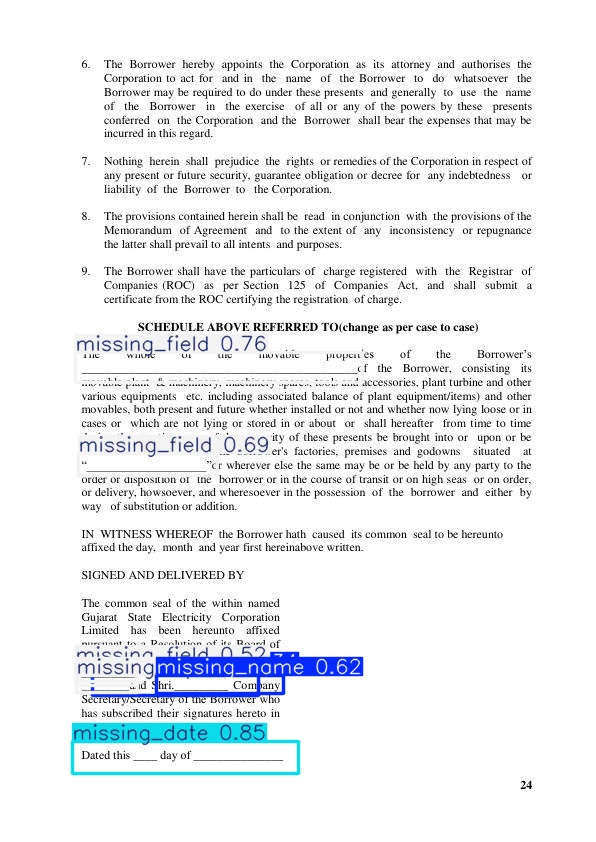 6. The Borrower hereby appoints the Corporation as its attorney and authorises the
Corporation to act for and in the name of the Borrower to do whatsoever the
Borrower may be required to do under these presents and generally to use the name
of the Borrower in the exercise of all or any of the powers by these presents
conferred on the Corporation and the Borrower shall bear the expenses that may be
incurred in this regard.
7. Nothing herein shall prejudice the rights or remedies of the Corporation in respect of
any present or future security, guarantee obligation or decree for any indebtedness or
liability of the Borrower to the Corporation.
8. The provisions contained herein shall be read in conjunction with the provisions of the
Memorandum of Agreement and to the extent of any inconsistency or repugnance
the latter shall prevail to all intents and purposes.
9. The Borrower shall have the particulars of charge registered with the Registrar of
Companies (ROC) as per Section 125 of Companies Act, and shall submit a
certificate from the ROC certifying the registration of charge.
SCHEDULE ABOVE REFERRED TO(change as per case to case)
missing_field 0.76
The whole of the movable properties of the Borrower's
of the Borrower, consisting its
movable plant & machinery, machinery spares, tools and accessories, plant turbine and other
various equipments etc. including associated balance of plant equipment/items) and other
movables, both present and future whether installed or not and whether now lying loose or in
cases or which are not lying or stored in or about or shall hereafter from time to time
missing_field 0.69
of these presents be brought into or upon or be
factories, premises and godowns situated at
"____________________"or wherever else the same may be or be held by any party to the
order or disposition of the borrower or in the course of transit or on high seas or on order,
or delivery, howsoever, and wheresoever in the possession of the borrower and either by
way of substitution or addition.
IN WITNESS WHEREOF the Borrower hath caused its common seal to be hereunto
affixed the day, month and year first hereinabove written.
SIGNED AND DELIVERED BY
The common seal of the within named
Gujarat State Electricity Corporation
Limited has been hereunto affixed
pursuant to a Resolution of its Board of
missing_field 0.52
missing
missing_name 0.62
and Shri._________ Company
Secretary/Secretary of the Borrower who
has subscribed their signatures hereto in
missing_date 0.85
Dated this ____ day of _______________
24